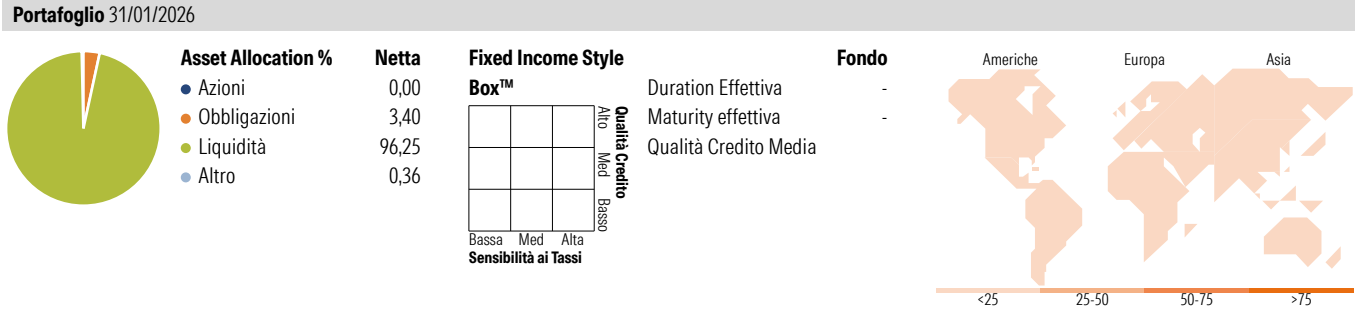 Portafoglio 31/01/2026
Asset Allocation % Netta
Azioni 0,00
Obbligazioni 3,40
Liquidità 96,25
Altro 0,36
Fixed Income Style
Box™
Alto Med Basso
Qualità Credito
Bassa Med Alta
Sensibilità ai Tassi
Fondo
Duration Effettiva -
Maturity effettiva -
Qualità Credito Media
Americhe Europa Asia
<25 25-50 50-75 >75